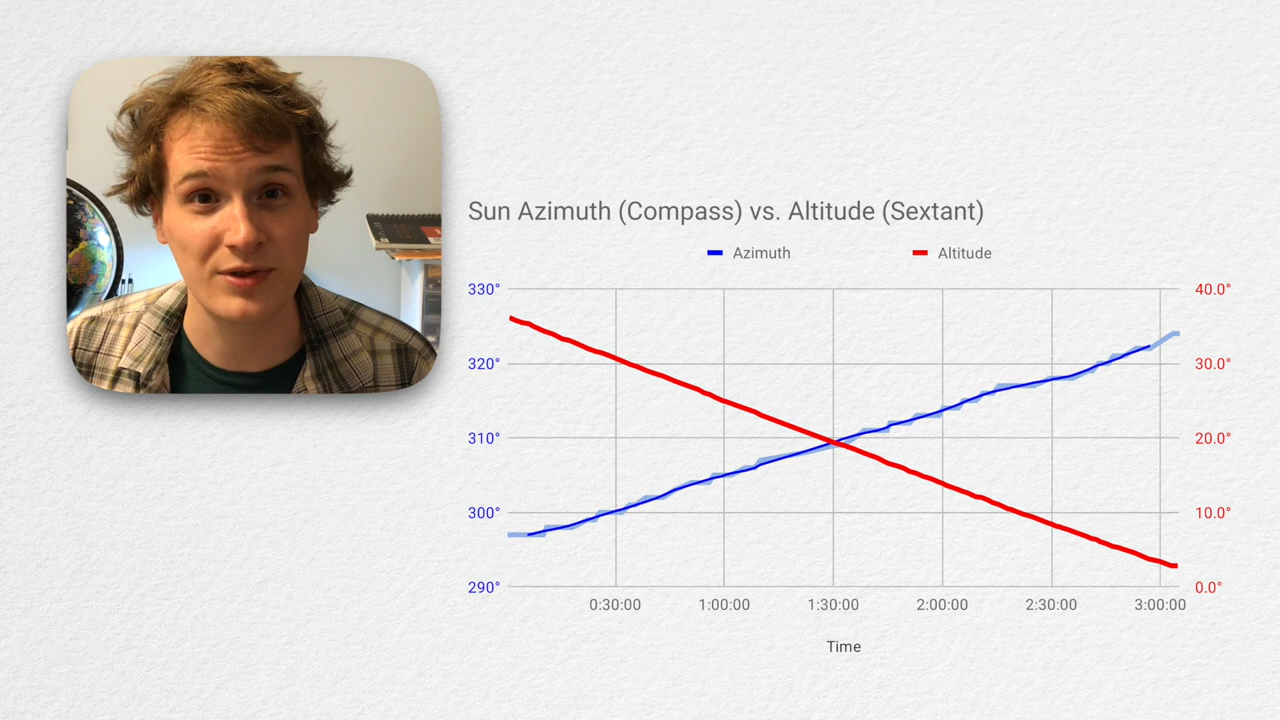 Sun Azimuth (Compass) vs. Altitude (Sextant)
Azimuth Altitude
330° 40.0°
320° 30.0°
310° 20.0°
300° 10.0°
290° 0.0°
0:30:00 1:00:00 1:30:00 2:00:00 2:30:00 3:00:00
Time